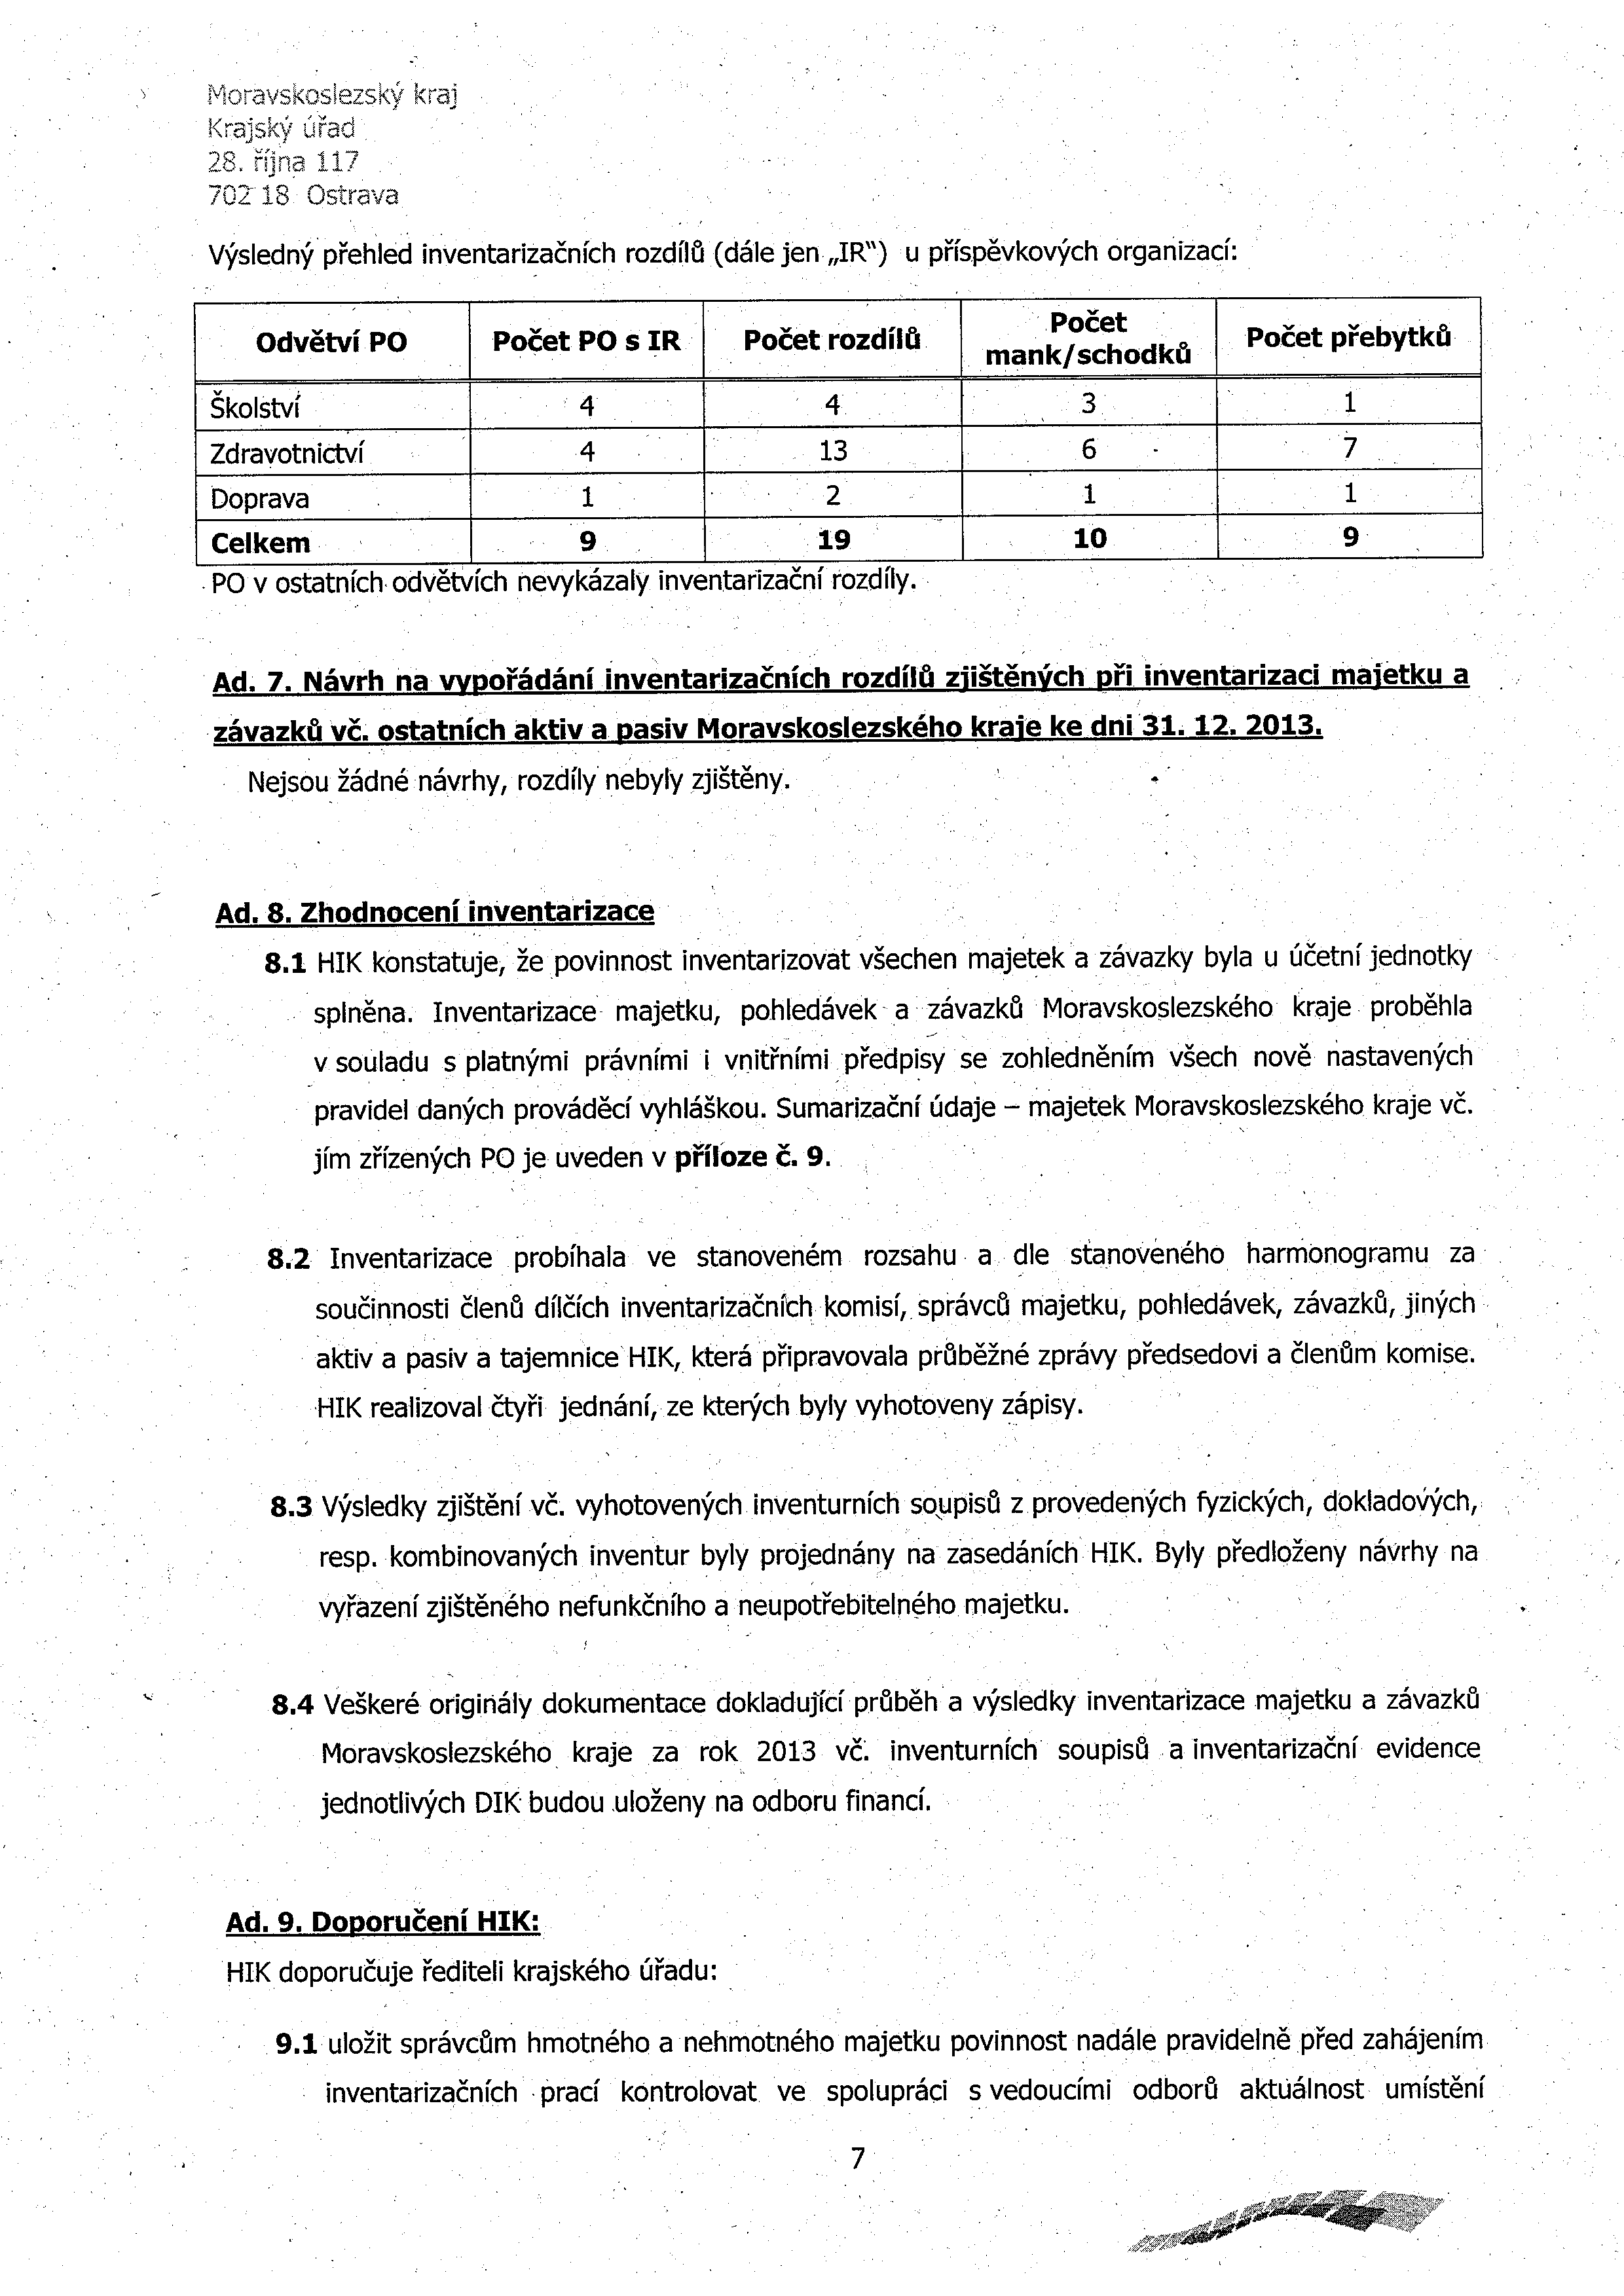 Moravskoslezský kraj
Krajský úřad
28. října 117
702 18 Ostrava
Výsledný přehled inventarizačních rozdílů (dále jen „IR") u příspěvkových organizací:
Odvětví PO Počet PO s IR Počet rozdílů Počet mank/schodků Počet přebytků
Školství 4 4 3 1
Zdravotnictví 4 13 6 7
Doprava 1 2 1 1
Celkem 9 19 10 9
PO v ostatních odvětvích nevykázaly inventarizační rozdíly.
Ad. 7. Návrh na vypořádání inventarizačních rozdílů zjištěných při inventarizaci majetku a
závazků vč. ostatních aktiv a pasiv Moravskoslezského kraje ke dni 31. 12. 2013.
Nejsou žádné návrhy, rozdíly nebyly zjištěny.
Ad. 8. Zhodnocení inventarizace
8.1 HIK konstatuje, že povinnost inventarizovat všechen majetek a závazky byla u účetní jednotky
splněna. Inventarizace majetku, pohledávek a závazků Moravskoslezského kraje proběhla
v souladu s platnými právními i vnitřními předpisy se zohledněním všech nově nastavených
pravidel daných prováděcí vyhláškou. Sumarizační údaje – majetek Moravskoslezského kraje vč.
jím zřízených PO je uveden v příloze č. 9.
8.2 Inventarizace probíhala ve stanoveném rozsahu a dle stanoveného harmonogramu za
součinnosti členů dílčích inventarizačních komisí, správců majetku, pohledávek, závazků, jiných
aktiv a pasiv a tajemnice HIK, která připravovala průběžné zprávy předsedovi a členům komise.
HIK realizoval čtyři jednání, ze kterých byly vyhotoveny zápisy.
8.3 Výsledky zjištění vč. vyhotovených inventurních soupisů z provedených fyzických, dokladových,
resp. kombinovaných inventur byly projednány na zasedáních HIK. Byly předloženy návrhy na
vyřazení zjištěného nefunkčního a neupotřebitelného majetku.
8.4 Veškeré originály dokumentace dokladující průběh a výsledky inventarizace majetku a závazků
Moravskoslezského kraje za rok 2013 vč. inventurních soupisů a inventarizační evidence
jednotlivých DIK budou uloženy na odboru financí.
Ad. 9. Doporučení HIK:
HIK doporučuje řediteli krajského úřadu:
9.1 uložit správcům hmotného a nehmotného majetku povinnost nadále pravidelně před zahájením
inventarizačních prací kontrolovat ve spolupráci s vedoucími odborů aktuálnost umístění
7